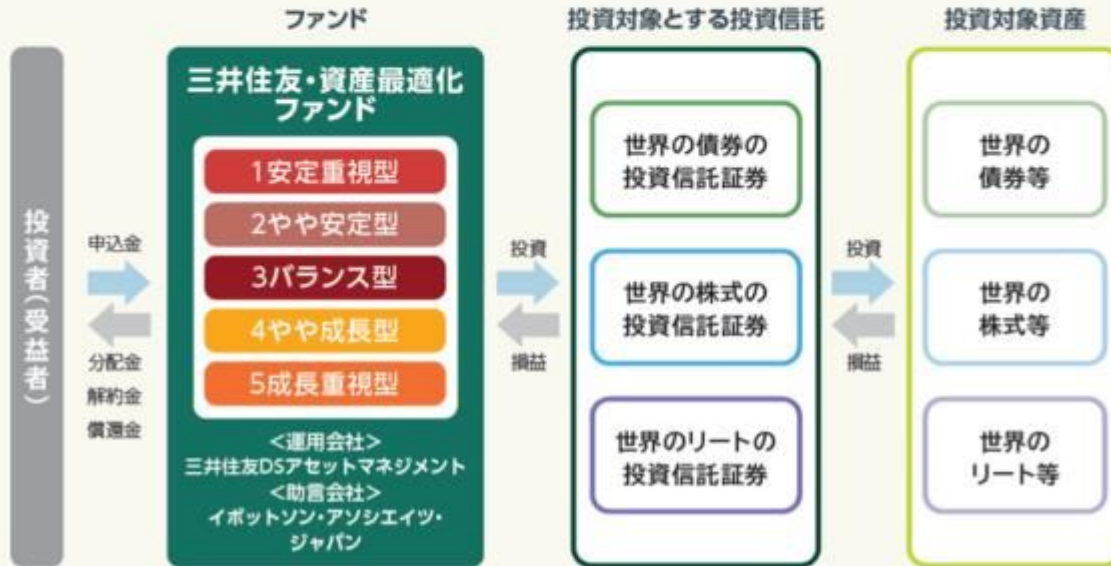 ファンド
投資対象とする投資信託
投資対象資産
投資者(受益者)
申込金
分配金
解約金
償還金
三井住友・資産最適化
ファンド
1安定重視型
2やや安定型
3バランス型
4やや成長型
5成長重視型
<運用会社>
三井住友DSアセットマネジメント
<助言会社>
イボットソン・アソシエイツ・
ジャパン
投資
損益
世界の債券の
投資信託証券
世界の株式の
投資信託証券
世界のリートの
投資信託証券
投資
損益
世界の
債券等
世界の
株式等
世界の
リート等